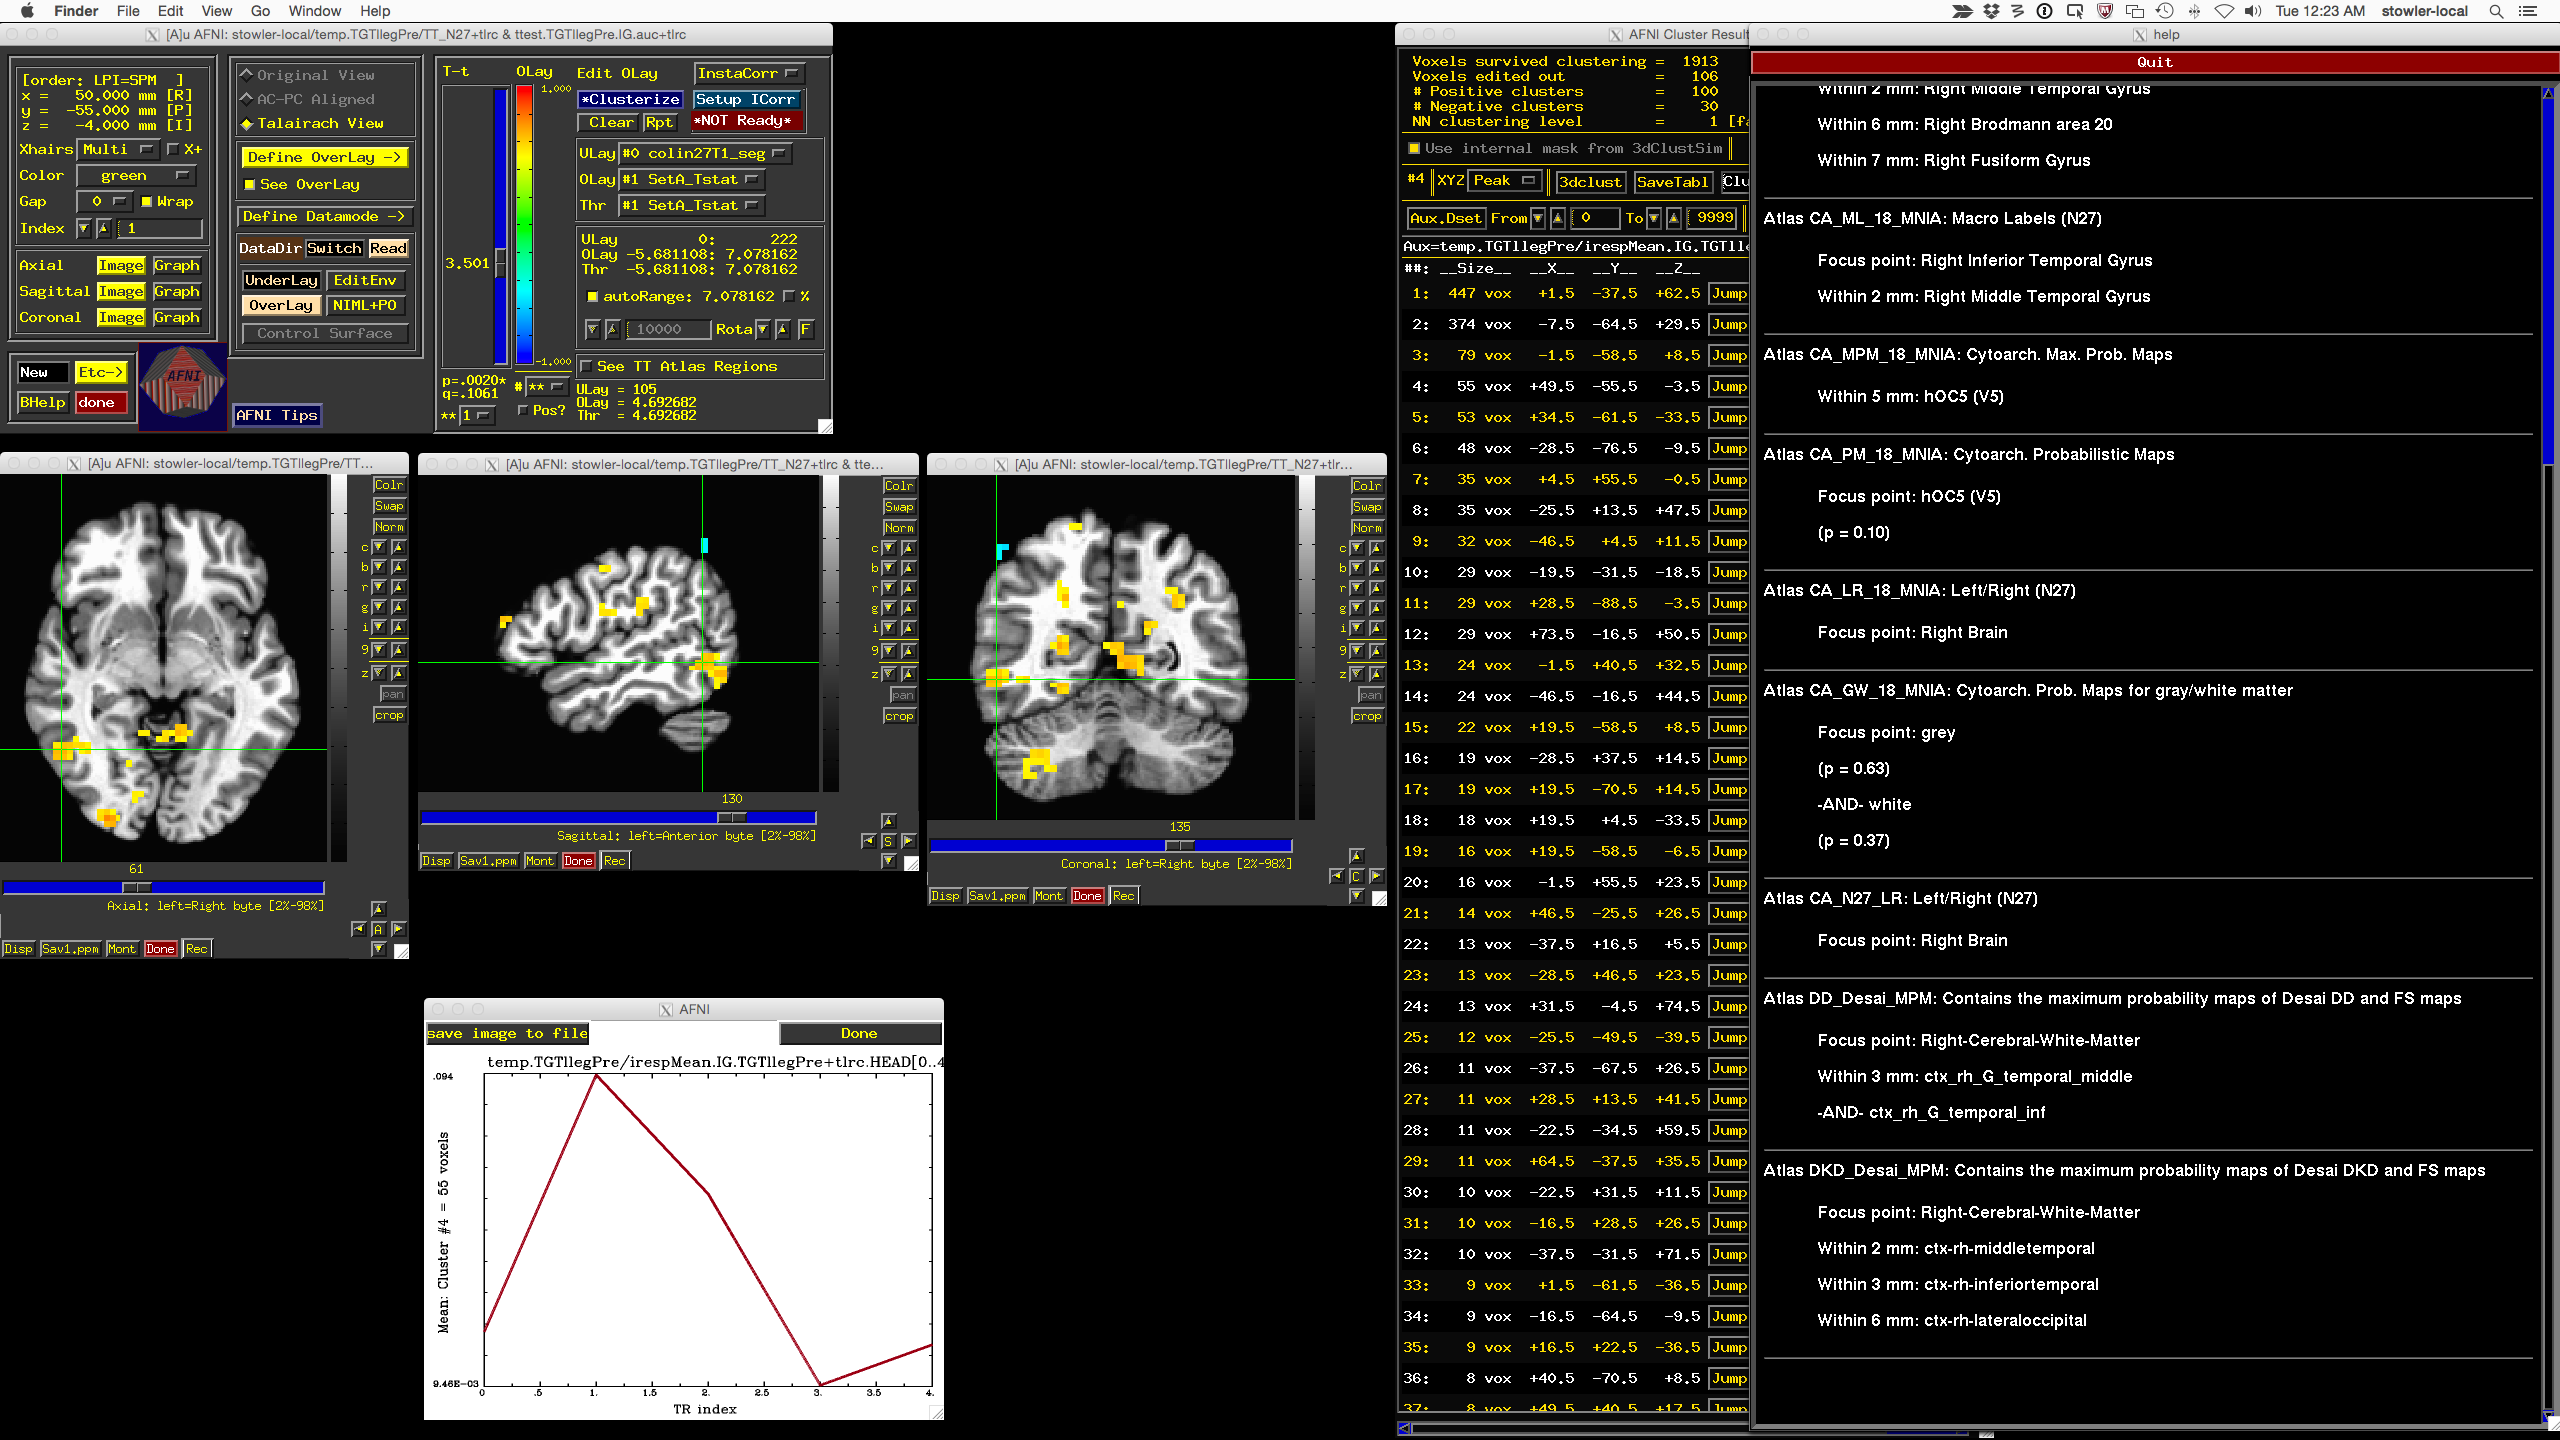 Finder File Edit View Go Window Help
Tue 12:23 AM stowler-local
[A]u AFNI: stowler-local/temp.TGTllegPre/TT_N27+tlrc & ttest.TGTllegPre.IG.auc+tlrc
[order: LPI=SPM ]
x = 50.000 mm [R]
y = -55.000 mm [P]
z = -4.000 mm [I]
Xhairs Multi X+
Color green
Gap 0 Wrap
Index 1
Axial Image Graph
Sagittal Image Graph
Coronal Image Graph
New Etc->
BHelp done
AFNI
Original View
AC-PC Aligned
Talairach View
Define OverLay ->
See OverLay
Define Datamode ->
DataDir Switch Read
UnderLay EditEnv
OverLay NIML+PO
Control Surface
AFNI Tips
T-t OLay
1.000
3.501
-1.000
p=.0020*
q=.1061
# **
** 1 Pos?
Edit OLay InstaCorr
*Clusterize Setup ICorr
Clear Rpt *NOT Ready*
ULay #0 colin27T1_seg
OLay #1 SetA_Tstat
Thr #1 SetA_Tstat
ULay 0: 222
OLay -5.681108: 7.078162
Thr -5.681108: 7.078162
autoRange: 7.078162 %
10000 Rota F
See TT Atlas Regions
ULay = 105
OLay = 4.692682
Thr = 4.692682
[A]u AFNI: stowler-local/temp.TGTllegPre/TT...
Colr
Swap
Norm
c
b
r
g
i
9
z
pan
crop
61
Axial: left=Right byte [2%-98%]
A
Disp Sav1.ppm Mont Done Rec
[A]u AFNI: stowler-local/temp.TGTllegPre/TT_N27+tlrc & tte...
Colr
Swap
Norm
c
b
r
g
i
9
z
pan
crop
130
Sagittal: left=Anterior byte [2%-98%]
S
Disp Sav1.ppm Mont Done Rec
[A]u AFNI: stowler-local/temp.TGTllegPre/TT_N27+tlr...
Colr
Swap
Norm
c
b
r
g
i
9
z
pan
crop
135
Coronal: left=Right byte [2%-98%]
C
Disp Sav1.ppm Mont Done Rec
AFNI
save image to file Done
temp.TGTllegPre/irespMean.IG.TGTllegPre+tlrc.HEAD[0..4
.094
Mean: Cluster #4 = 55 voxels
9.46E-03
0 .5 1. 1.5 2. 2.5 3. 3.5 4.
TR index
AFNI Cluster Result
Voxels survived clustering = 1913
Voxels edited out = 106
# Positive clusters = 100
# Negative clusters = 30
NN clustering level = 1 [fa
Use internal mask from 3dClustSim
#4 XYZ Peak 3dclust SaveTabl Clu
Aux.Dset From 0 To 9999
Aux=temp.TGTllegPre/irespMean.IG.TGTlle
##: __Size__ __X__ __Y__ __Z__
1: 447 vox +1.5 -37.5 +62.5 Jump
2: 374 vox -7.5 -64.5 +29.5 Jump
3: 79 vox -1.5 -58.5 +8.5 Jump
4: 55 vox +49.5 -55.5 -3.5 Jump
5: 53 vox +34.5 -61.5 -33.5 Jump
6: 48 vox -28.5 -76.5 -9.5 Jump
7: 35 vox +4.5 +55.5 -0.5 Jump
8: 35 vox -25.5 +13.5 +47.5 Jump
9: 32 vox -46.5 +4.5 +11.5 Jump
10: 29 vox -19.5 -31.5 -18.5 Jump
11: 29 vox +28.5 -88.5 -3.5 Jump
12: 29 vox +73.5 -16.5 +50.5 Jump
13: 24 vox -1.5 +40.5 +32.5 Jump
14: 24 vox -46.5 -16.5 +44.5 Jump
15: 22 vox +19.5 -58.5 +8.5 Jump
16: 19 vox -28.5 +37.5 +14.5 Jump
17: 19 vox +19.5 -70.5 +14.5 Jump
18: 18 vox +19.5 +4.5 -33.5 Jump
19: 16 vox +19.5 -58.5 -6.5 Jump
20: 16 vox -1.5 +55.5 +23.5 Jump
21: 14 vox +46.5 -25.5 +26.5 Jump
22: 13 vox -37.5 +16.5 +5.5 Jump
23: 13 vox -28.5 +46.5 +23.5 Jump
24: 13 vox +31.5 -4.5 +74.5 Jump
25: 12 vox -25.5 -49.5 -39.5 Jump
26: 11 vox -37.5 -67.5 +26.5 Jump
27: 11 vox +28.5 +13.5 +41.5 Jump
28: 11 vox -22.5 -34.5 +59.5 Jump
29: 11 vox +64.5 -37.5 +35.5 Jump
30: 10 vox -22.5 +31.5 +11.5 Jump
31: 10 vox -16.5 +28.5 +26.5 Jump
32: 10 vox -37.5 -31.5 +71.5 Jump
33: 9 vox +1.5 -61.5 -36.5 Jump
34: 9 vox -16.5 -64.5 -9.5 Jump
35: 9 vox +16.5 +22.5 -36.5 Jump
36: 8 vox +40.5 -70.5 +8.5 Jump
37: 8 vox +49.5 +40.5 +17.5 Jump
help
Quit
Within 2 mm: Right Middle Temporal Gyrus
Within 6 mm: Right Brodmann area 20
Within 7 mm: Right Fusiform Gyrus
Atlas CA_ML_18_MNIA: Macro Labels (N27)
Focus point: Right Inferior Temporal Gyrus
Within 2 mm: Right Middle Temporal Gyrus
Atlas CA_MPM_18_MNIA: Cytoarch. Max. Prob. Maps
Within 5 mm: hOC5 (V5)
Atlas CA_PM_18_MNIA: Cytoarch. Probabilistic Maps
Focus point: hOC5 (V5)
(p = 0.10)
Atlas CA_LR_18_MNIA: Left/Right (N27)
Focus point: Right Brain
Atlas CA_GW_18_MNIA: Cytoarch. Prob. Maps for gray/white matter
Focus point: grey
(p = 0.63)
-AND- white
(p = 0.37)
Atlas CA_N27_LR: Left/Right (N27)
Focus point: Right Brain
Atlas DD_Desai_MPM: Contains the maximum probability maps of Desai DD and FS maps
Focus point: Right-Cerebral-White-Matter
Within 3 mm: ctx_rh_G_temporal_middle
-AND- ctx_rh_G_temporal_inf
Atlas DKD_Desai_MPM: Contains the maximum probability maps of Desai DKD and FS maps
Focus point: Right-Cerebral-White-Matter
Within 2 mm: ctx-rh-middletemporal
Within 3 mm: ctx-rh-inferiortemporal
Within 6 mm: ctx-rh-lateraloccipital